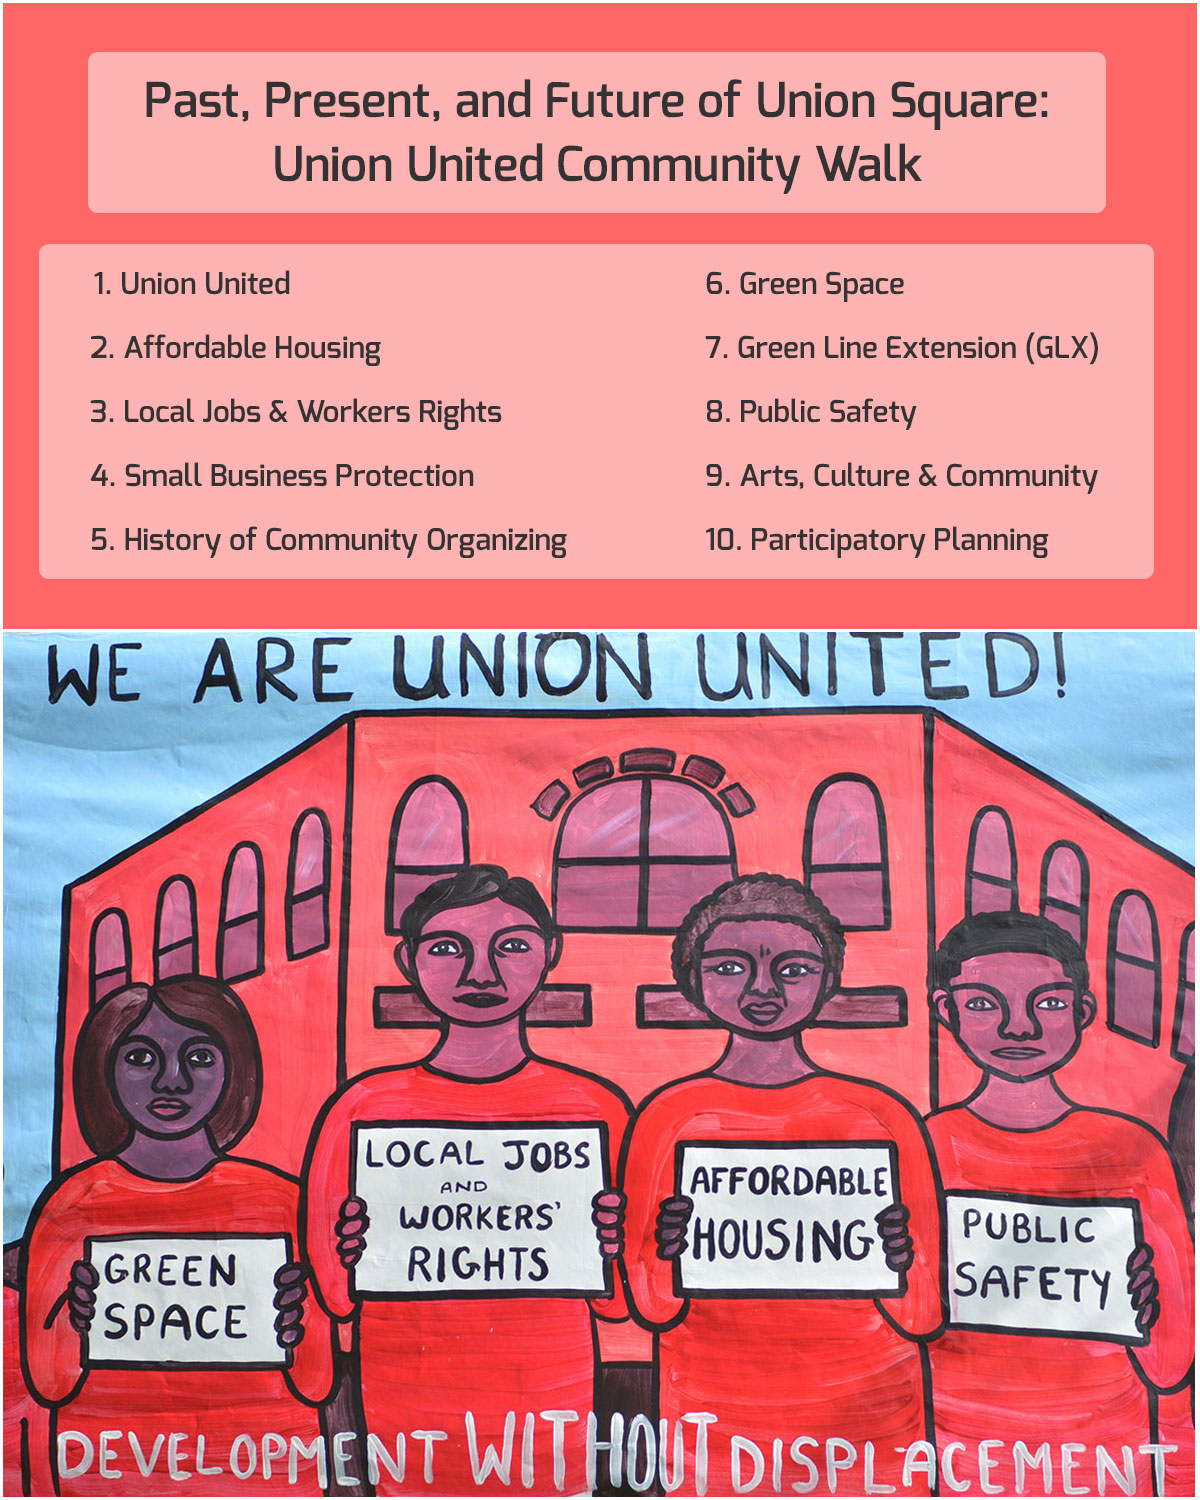 Past, Present, and Future of Union Square:
Union United Community Walk
1. Union United
2. Affordable Housing
3. Local Jobs & Workers Rights
4. Small Business Protection
5. History of Community Organizing
6. Green Space
7. Green Line Extension (GLX)
8. Public Safety
9. Arts, Culture & Community
10. Participatory Planning
WE ARE UNION UNITED!
GREEN
SPACE
LOCAL JOBS
AND
WORKERS'
RIGHTS
AFFORDABLE
HOUSING
PUBLIC
SAFETY
DEVELOPMENT WITHOUT DISPLACEMENT